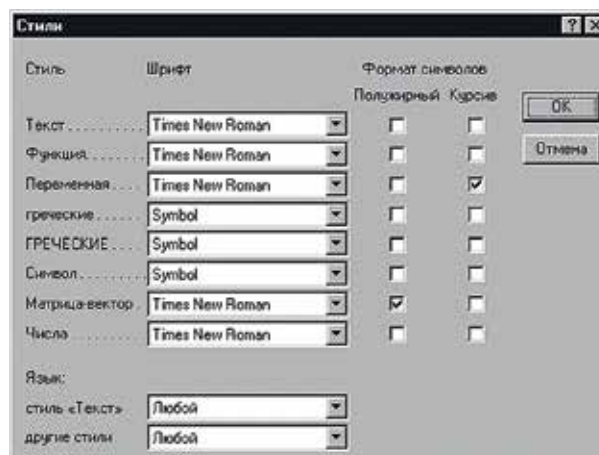 Стили
Стиль Шрифт Формат символов
Полужирный Курсив
OK
Текст.......... Times New Roman
Отмена
Функция........ Times New Roman
Переменная.... Times New Roman
греческие...... Symbol
ГРЕЧЕСКИЕ.... Symbol
Символ......... Symbol
Матрица-вектор. Times New Roman
Числа ......... Times New Roman
Язык:
стиль «Текст» Любой
другие стили Любой